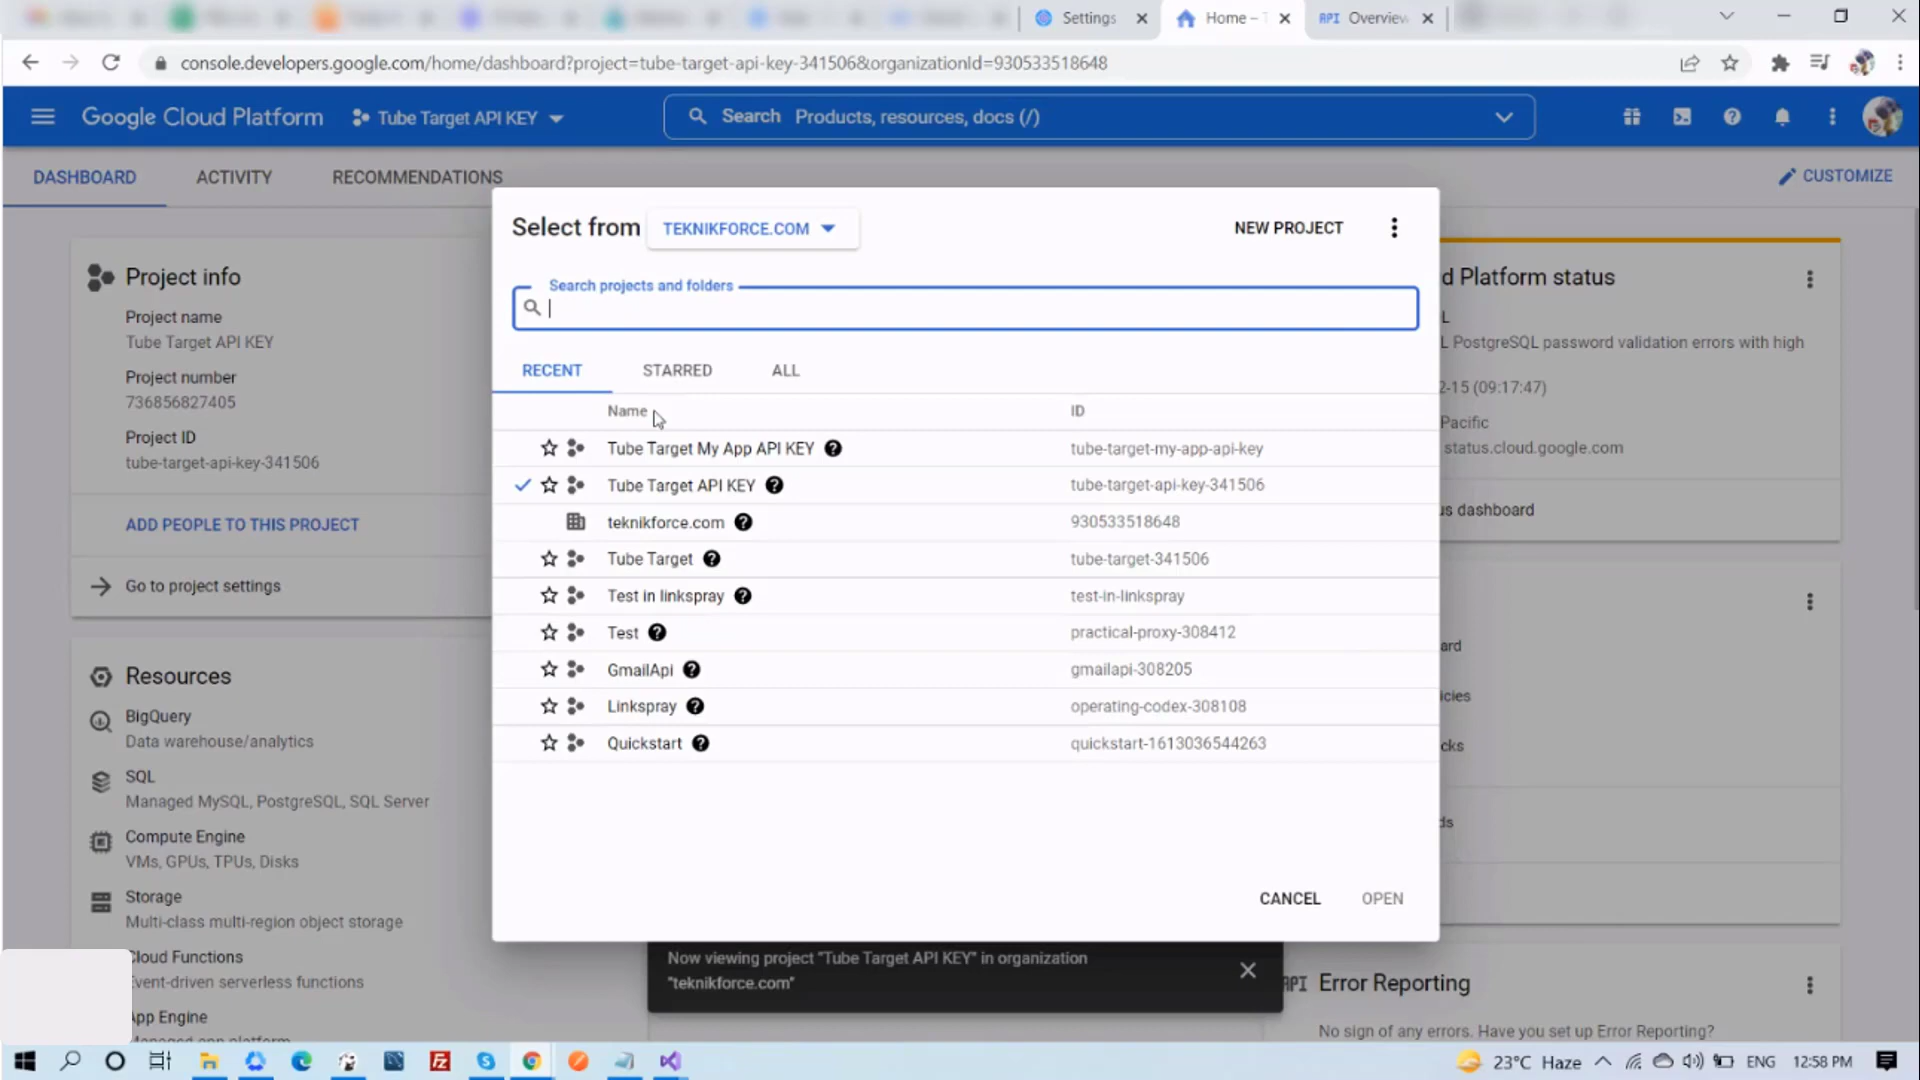 Settings
Home – T
API Overview
console.developers.google.com/home/dashboard?project=tube-target-api-key-341506&organizationId=930533518648
Google Cloud Platform
Tube Target API KEY
Search Products, resources, docs (/)
DASHBOARD
ACTIVITY
RECOMMENDATIONS
CUSTOMIZE
Project info
Project name
Tube Target API KEY
Project number
736856827405
Project ID
tube-target-api-key-341506
ADD PEOPLE TO THIS PROJECT
Go to project settings
Resources
BigQuery
Data warehouse/analytics
SQL
Managed MySQL, PostgreSQL, SQL Server
Compute Engine
VMs, GPUs, TPUs, Disks
Storage
Multi-class multi-region object storage
Cloud Functions
Event-driven serverless functions
App Engine
Managed app platform
Select from TEKNIKFORCE.COM
NEW PROJECT
Search projects and folders
RECENT
STARRED
ALL
Name ID
Tube Target My App API KEY tube-target-my-app-api-key
Tube Target API KEY tube-target-api-key-341506
teknikforce.com 930533518648
Tube Target tube-target-341506
Test in linkspray test-in-linkspray
Test practical-proxy-308412
GmailApi gmailapi-308205
Linkspray operating-codex-308108
Quickstart quickstart-1613036544263
CANCEL
OPEN
Now viewing project "Tube Target API KEY" in organization
"teknikforce.com"
d Platform status
L
L PostgreSQL password validation errors with high
2-15 (09:17:47)
Pacific
status.cloud.google.com
us dashboard
ard
icies
cks
ds
API Error Reporting
No sign of any errors. Have you set up Error Reporting?
23°C Haze
ENG
12:58 PM